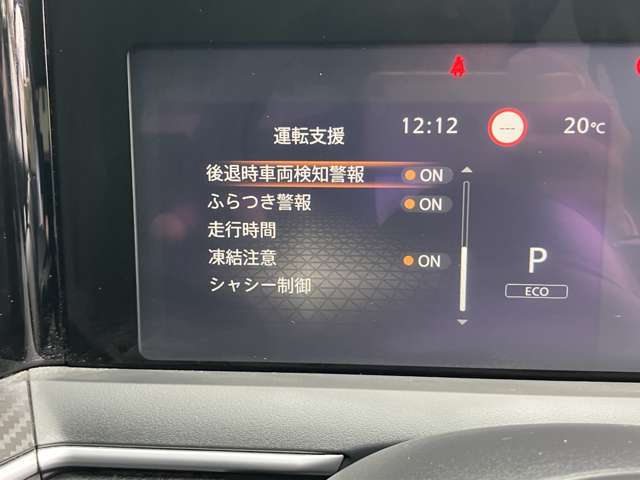 運転支援
12:12
---
20℃
後退時車両検知警報 ON
ふらつき警報 ON
走行時間
凍結注意 ON
シャシー制御
P
ECO